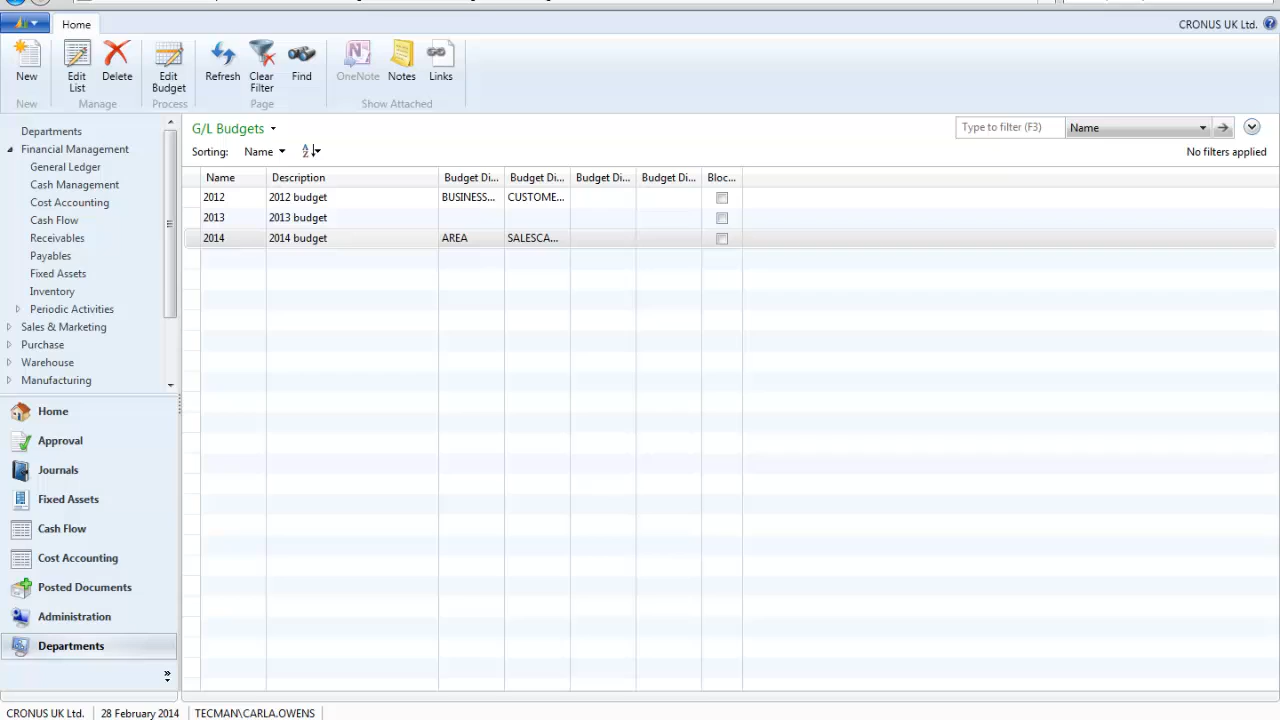 Home
CRONUS UK Ltd.
New
Edit List
Delete
Edit Budget
Refresh
Clear Filter
Find
OneNote
Notes
Links
New
Manage
Process
Page
Show Attached
Departments
Financial Management
General Ledger
Cash Management
Cost Accounting
Cash Flow
Receivables
Payables
Fixed Assets
Inventory
Periodic Activities
Sales & Marketing
Purchase
Warehouse
Manufacturing
Home
Approval
Journals
Fixed Assets
Cash Flow
Cost Accounting
Posted Documents
Administration
Departments
G/L Budgets
Type to filter (F3) Name
Sorting: Name
No filters applied
Name Description Budget Di... Budget Di... Budget Di... Budget Di... Bloc...
2012 2012 budget BUSINESS... CUSTOME...
2013 2013 budget
2014 2014 budget AREA SALESCA...
CRONUS UK Ltd. 28 February 2014 TECMAN\CARLA.OWENS